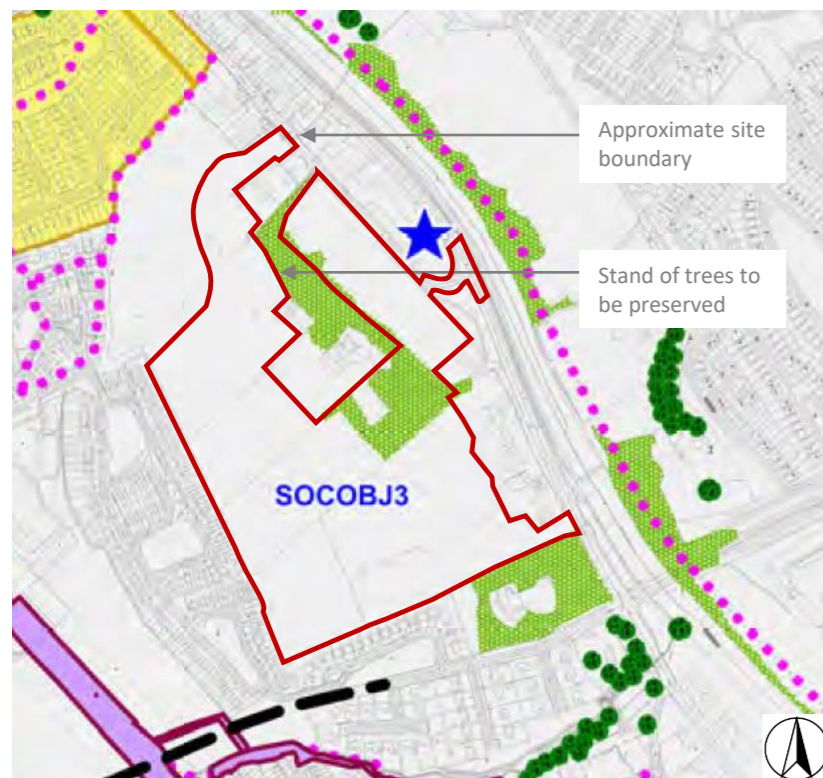 Approximate site
boundary
Stand of trees to
be preserved
SOCOBJ3